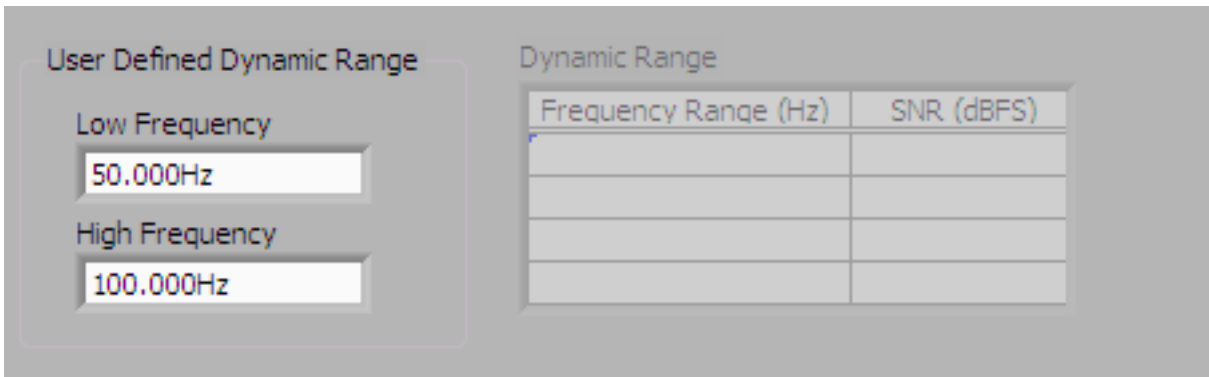 User Defined Dynamic Range
Low Frequency
50.000Hz
High Frequency
100.000Hz
Dynamic Range
Frequency Range (Hz) SNR (dBFS)